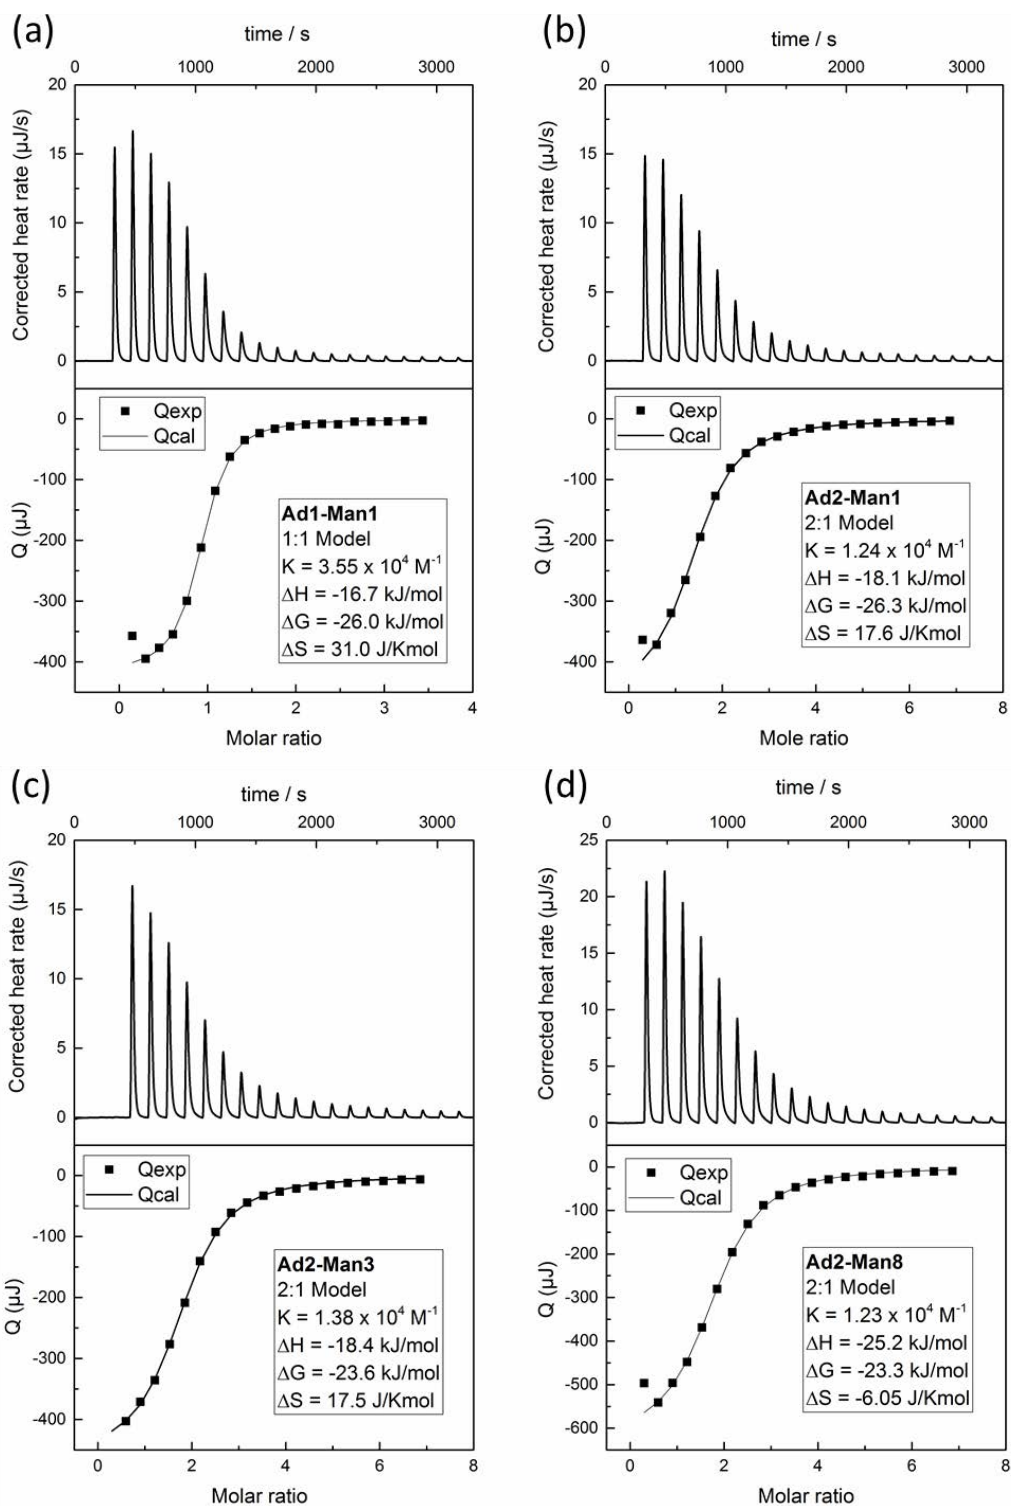 (a)
time / s
0 1000 2000 3000
20
15
10
5
0
Corrected heat rate (µJ/s)
0
-100
-200
-300
-400
Q (µJ)
Qexp
Qcal
Ad1-Man1
1:1 Model
K = 3.55 x 10⁴ M⁻¹
ΔH = -16.7 kJ/mol
ΔG = -26.0 kJ/mol
ΔS = 31.0 J/Kmol
0 1 2 3 4
Molar ratio
(b)
time / s
0 1000 2000 3000
20
15
10
5
0
Corrected heat rate (µJ/s)
0
-100
-200
-300
-400
Q (µJ)
Qexp
Qcal
Ad2-Man1
2:1 Model
K = 1.24 x 10⁴ M⁻¹
ΔH = -18.1 kJ/mol
ΔG = -26.3 kJ/mol
ΔS = 17.6 J/Kmol
0 2 4 6 8
Mole ratio
(c)
time / s
0 1000 2000 3000
20
15
10
5
0
Corrected heat rate (µJ/s)
0
-100
-200
-300
-400
Q (µJ)
Qexp
Qcal
Ad2-Man3
2:1 Model
K = 1.38 x 10⁴ M⁻¹
ΔH = -18.4 kJ/mol
ΔG = -23.6 kJ/mol
ΔS = 17.5 J/Kmol
0 2 4 6 8
Molar ratio
(d)
time / s
0 1000 2000 3000
25
20
15
10
5
0
Corrected heat rate (µJ/s)
0
-100
-200
-300
-400
-500
-600
Q (µJ)
Qexp
Qcal
Ad2-Man8
2:1 Model
K = 1.23 x 10⁴ M⁻¹
ΔH = -25.2 kJ/mol
ΔG = -23.3 kJ/mol
ΔS = -6.05 J/Kmol
0 2 4 6 8
Molar ratio